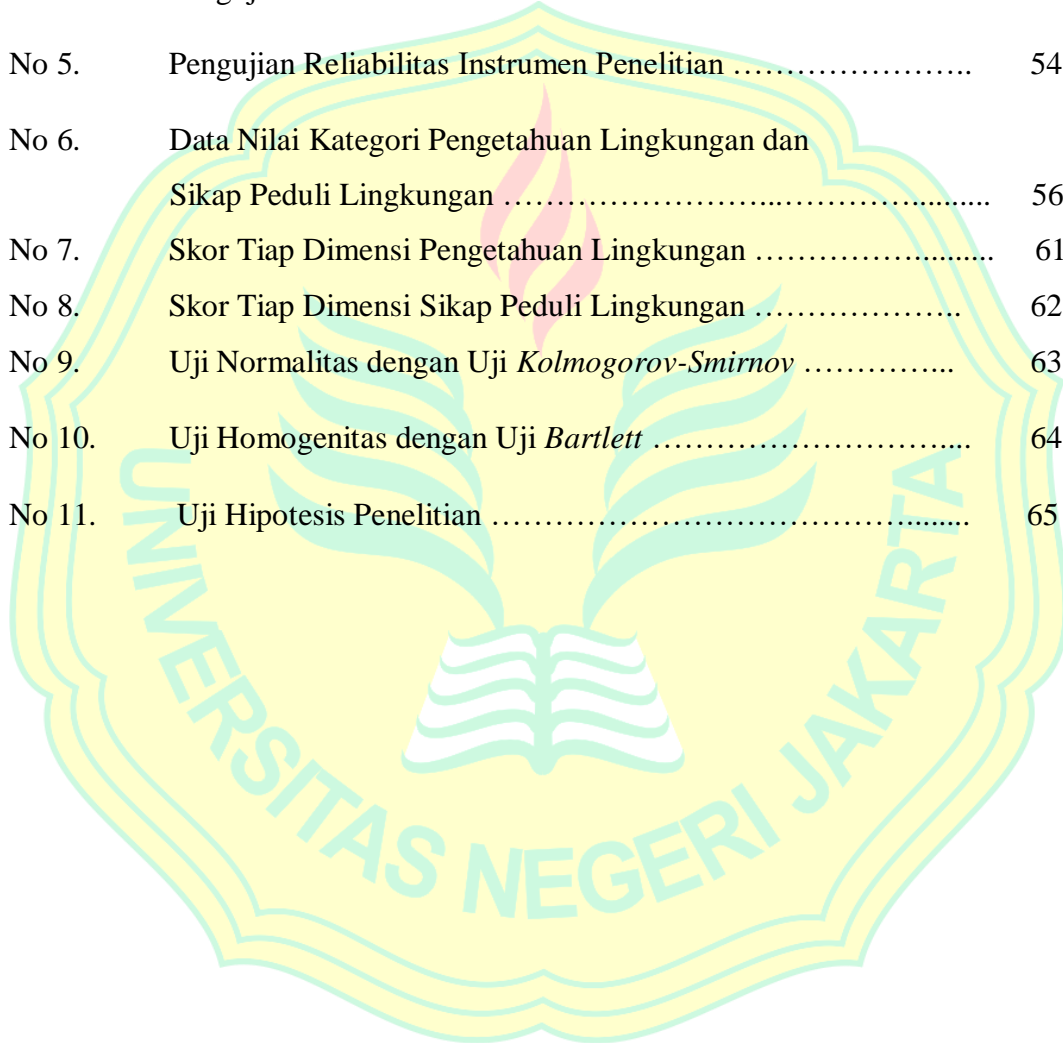 No 5. Pengujian Reliabilitas Instrumen Penelitian ………………….. 54
No 6. Data Nilai Kategori Pengetahuan Lingkungan dan
Sikap Peduli Lingkungan ……………………...…………......... 56
No 7. Skor Tiap Dimensi Pengetahuan Lingkungan ……………......... 61
No 8. Skor Tiap Dimensi Sikap Peduli Lingkungan ……………….. 62
No 9. Uji Normalitas dengan Uji Kolmogorov-Smirnov …………... 63
No 10. Uji Homogenitas dengan Uji Bartlett ……………………….... 64
No 11. Uji Hipotesis Penelitian …………………………………........ 65
UNIVERSITAS NEGERI JAKARTA